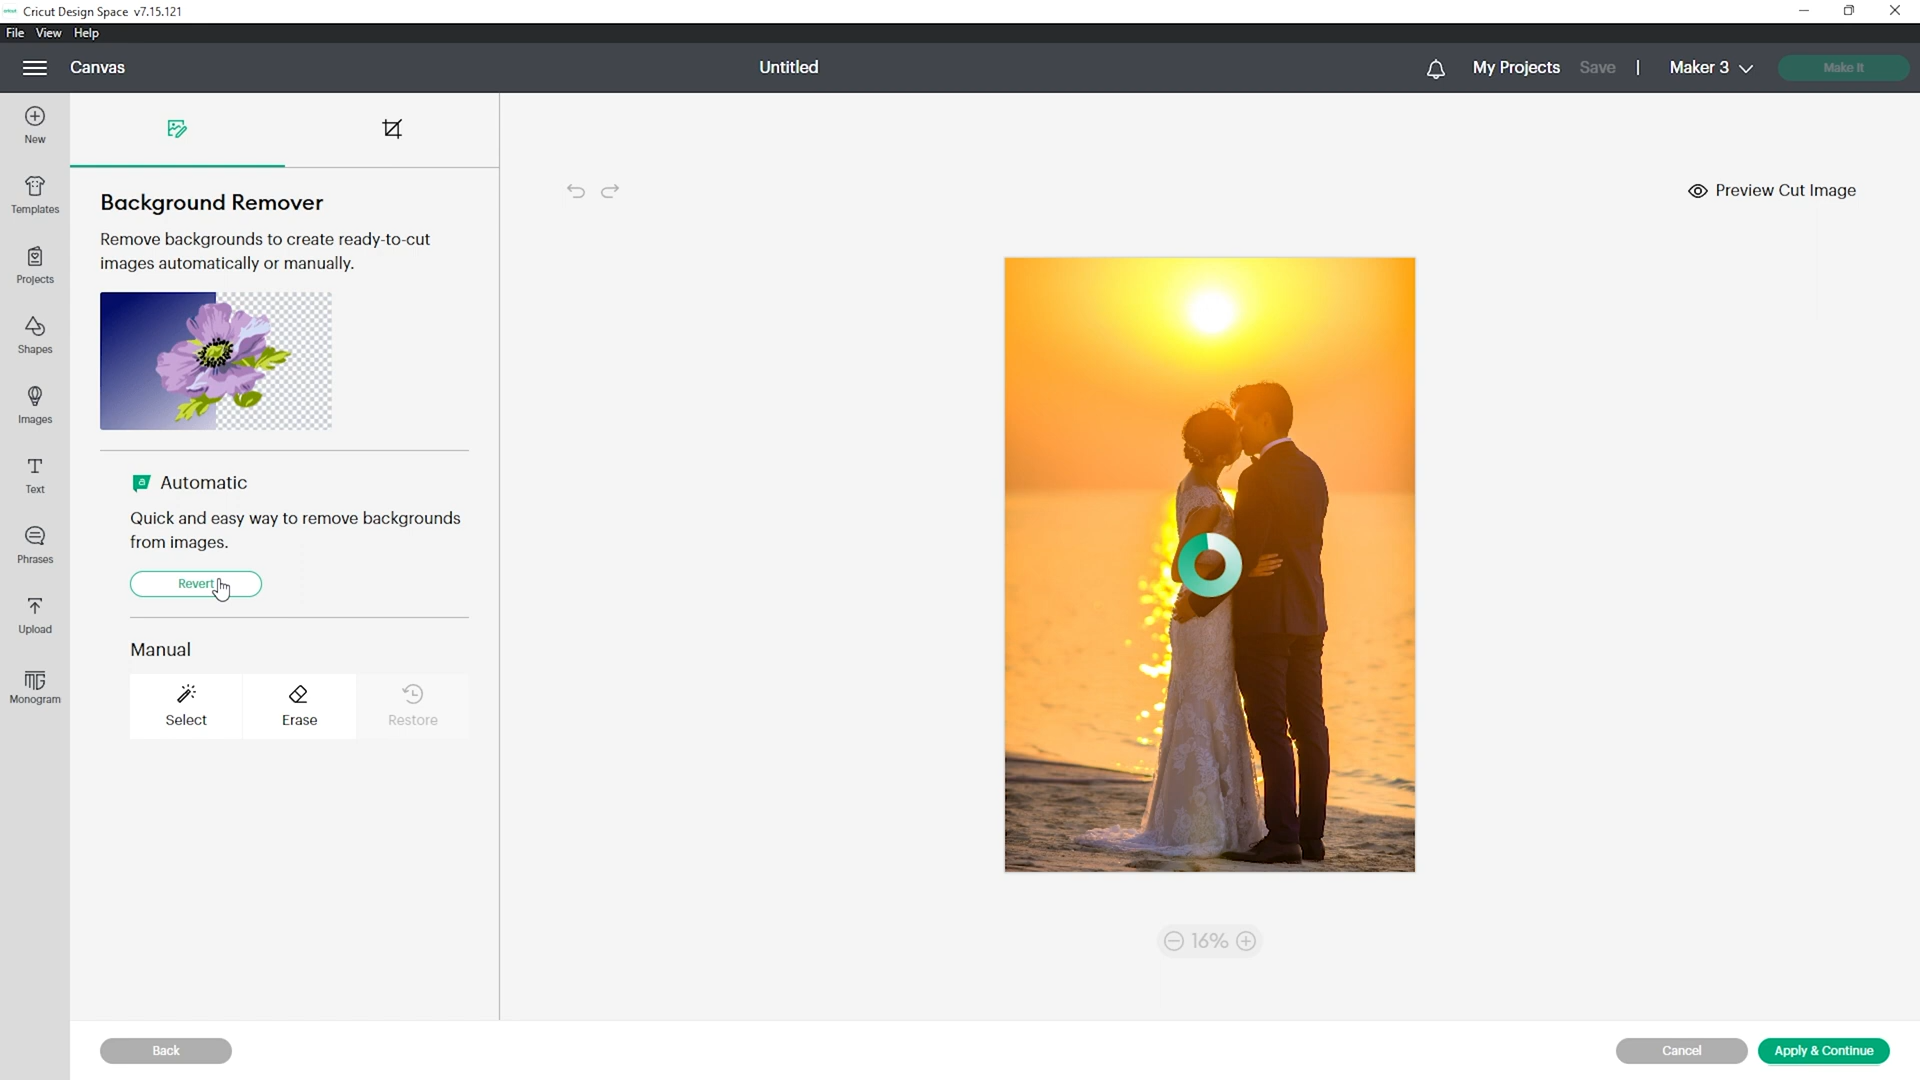 Cricut Design Space v7.15.121
File View Help
Canvas
Untitled
My Projects
Save
|
Maker 3
Make It
New
Templates
Projects
Shapes
Images
Text
Phrases
Upload
Monogram
Background Remover
Remove backgrounds to create ready-to-cut
images automatically or manually.
Automatic
Quick and easy way to remove backgrounds
from images.
Revert
Manual
Select
Erase
Restore
Preview Cut Image
16%
Back
Cancel
Apply & Continue